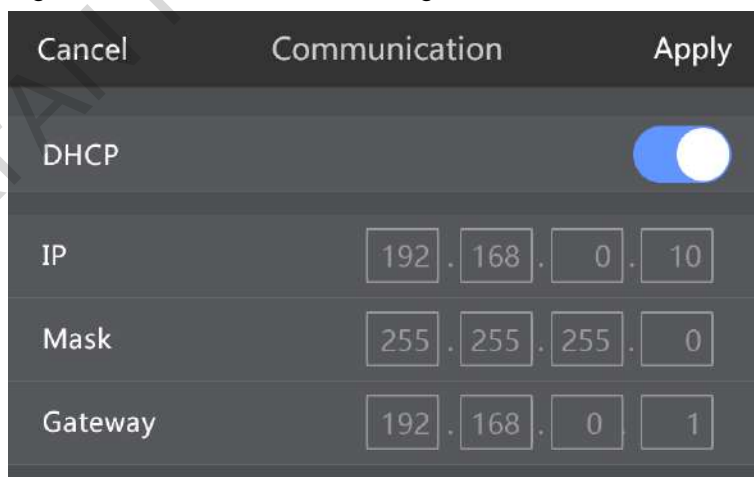 Cancel Communication Apply
DHCP
IP 192 . 168 . 0 . 10
Mask 255 . 255 . 255 . 0
Gateway 192 . 168 . 0 . 1